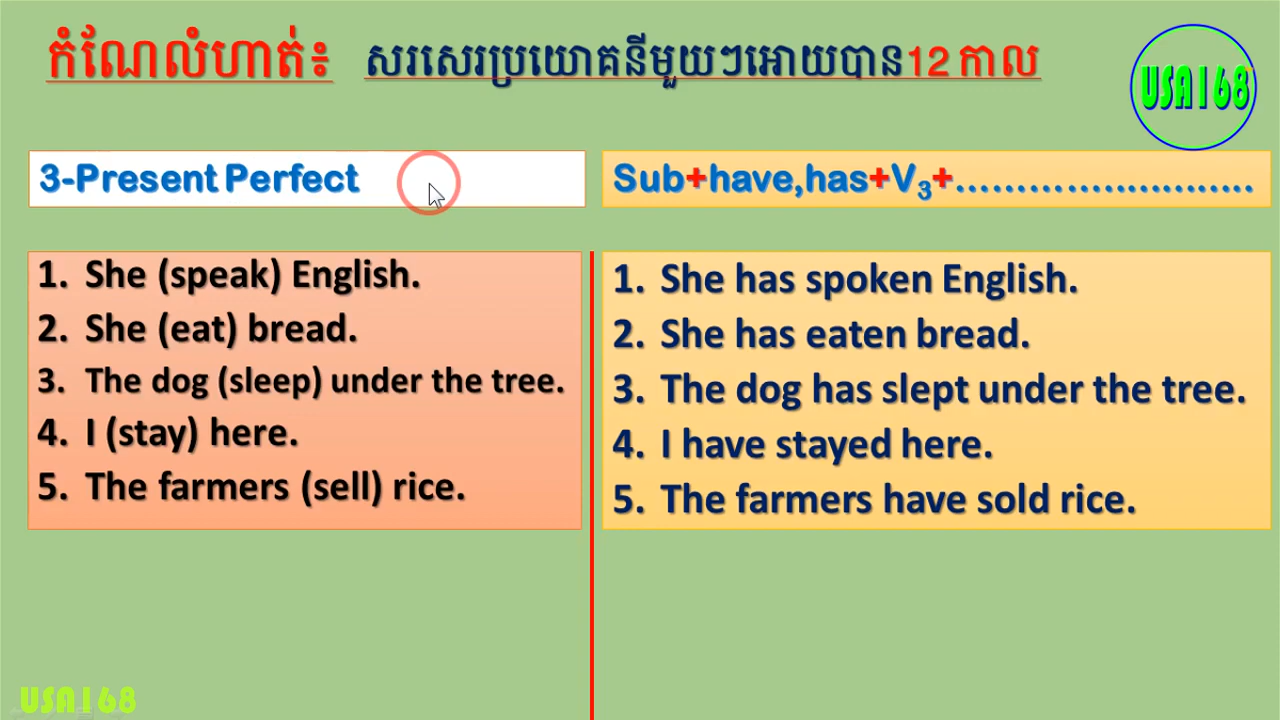 កំណែលំហាត់៖ សរសេរប្រយោគនីមួយៗអោយបាន12 កាល
USA168
3-Present Perfect
Sub+have,has+V₃+....................................
1. She (speak) English.
2. She (eat) bread.
3. The dog (sleep) under the tree.
4. I (stay) here.
5. The farmers (sell) rice.
1. She has spoken English.
2. She has eaten bread.
3. The dog has slept under the tree.
4. I have stayed here.
5. The farmers have sold rice.
USA168